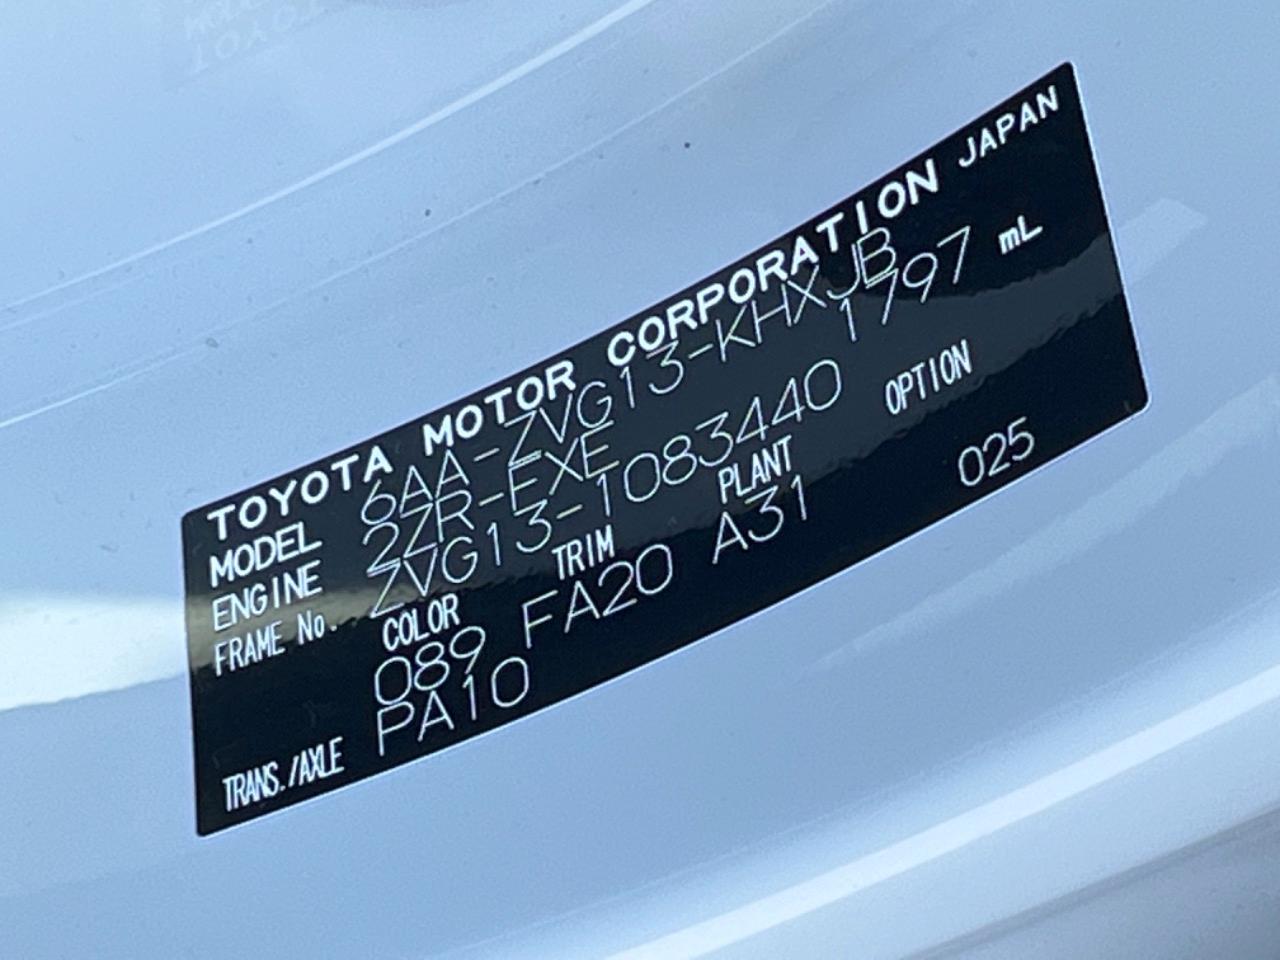 TOYOTA MOTOR CORPORATION JAPAN
MODEL 6AA-ZVG13-KHXJB
ENGINE 2ZR-FXE 1797 mL
FRAME No. ZVG13-1083440
COLOR TRIM PLANT OPTION
089 FA20 A31 025
TRANS./AXLE PA10